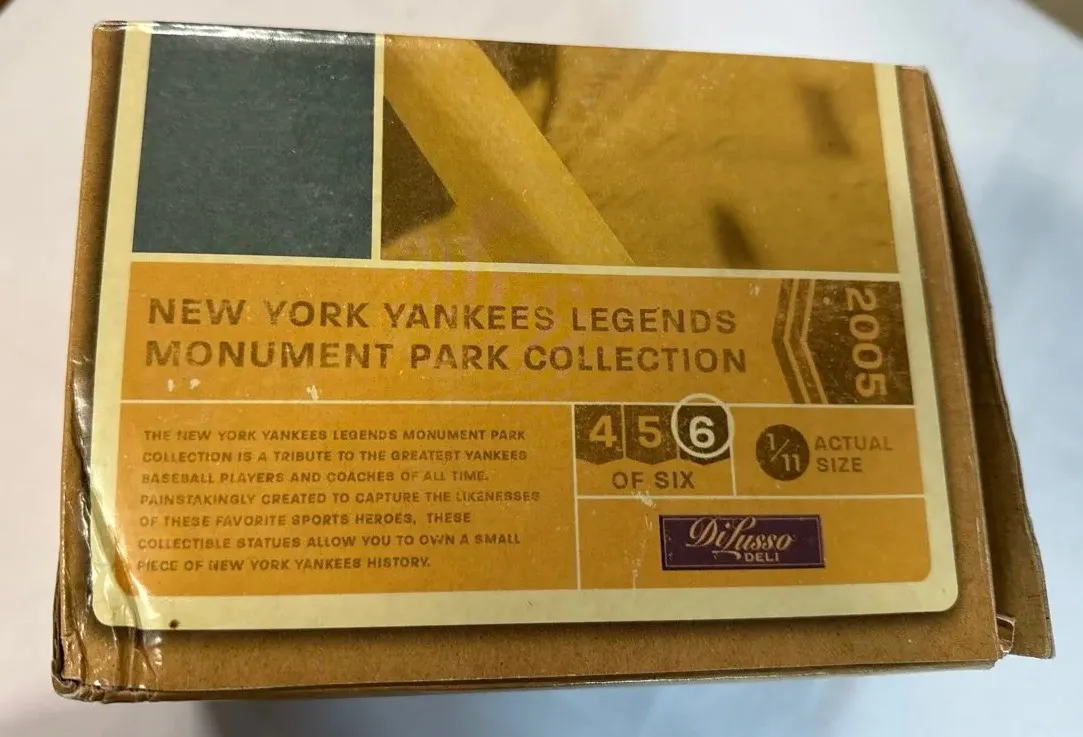 NEW YORK YANKEES LEGENDS
MONUMENT PARK COLLECTION
2005
THE NEW YORK YANKEES LEGENDS MONUMENT PARK
COLLECTION IS A TRIBUTE TO THE GREATEST YANKEES
BASEBALL PLAYERS AND COACHES OF ALL TIME.
PAINSTAKINGLY CREATED TO CAPTURE THE LIKENESSES
OF THESE FAVORITE SPORTS HEROES, THESE
COLLECTIBLE STATUES ALLOW YOU TO OWN A SMALL
PIECE OF NEW YORK YANKEES HISTORY.
4 5 6
OF SIX
1/11 ACTUAL
SIZE
DiLusso
DELI